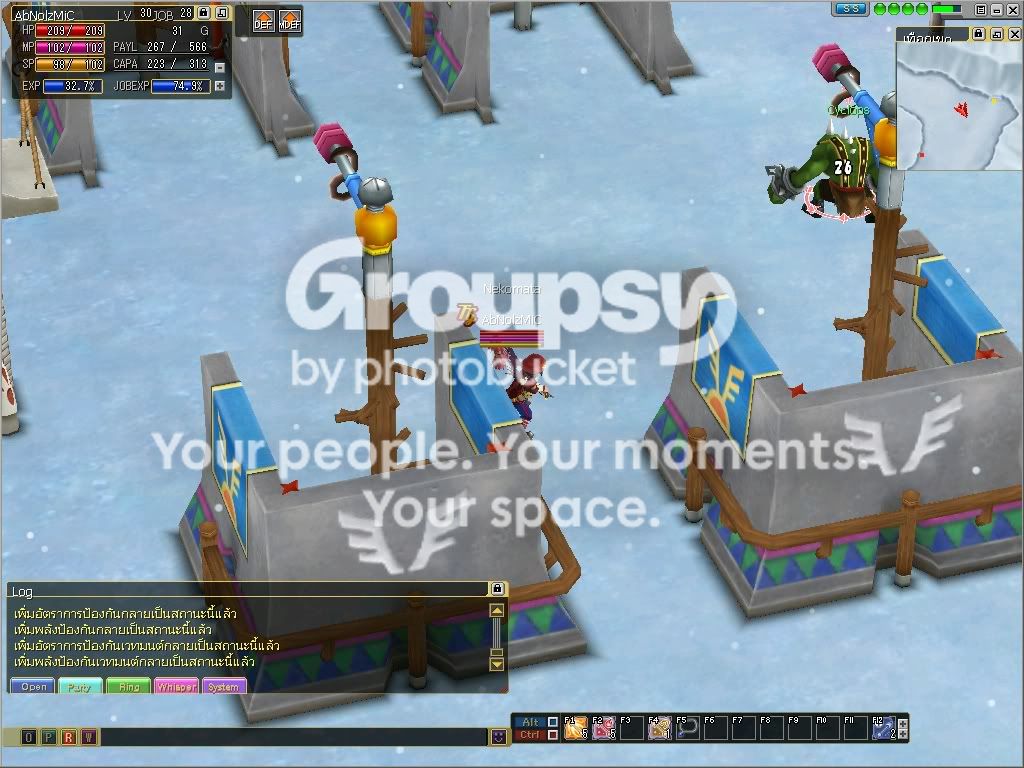 AbNolzMiC LV 30 JOB 28
HP 209/ 209 31 G
MP 102/ 102 PAYL 267 / 566
SP 98/ 102 CAPA 223 / 313
EXP 32.7% JOBEXP 74.9%
DEF MDEF
SS
Cyclops
26
Nekomata
AbNolzMiC
Groupsy
by photobucket
Your people. Your moments.
Your space.
Log
เพิ่มอัตราการป้องกันกลายเป็นสถานะนี้แล้ว
เพิ่มพลังป้องกันกลายเป็นสถานะนี้แล้ว
เพิ่มอัตราการป้องกันเวทมนต์กลายเป็นสถานะนี้แล้ว
เพิ่มพลังป้องกันเวทมนต์กลายเป็นสถานะนี้แล้ว
Open Party Ring Whisper System
O P R W
Alt F1 F2 F3 F4 F5 F6 F7 F8 F9 F10 F11 F12
Ctrl 5 5 1 2